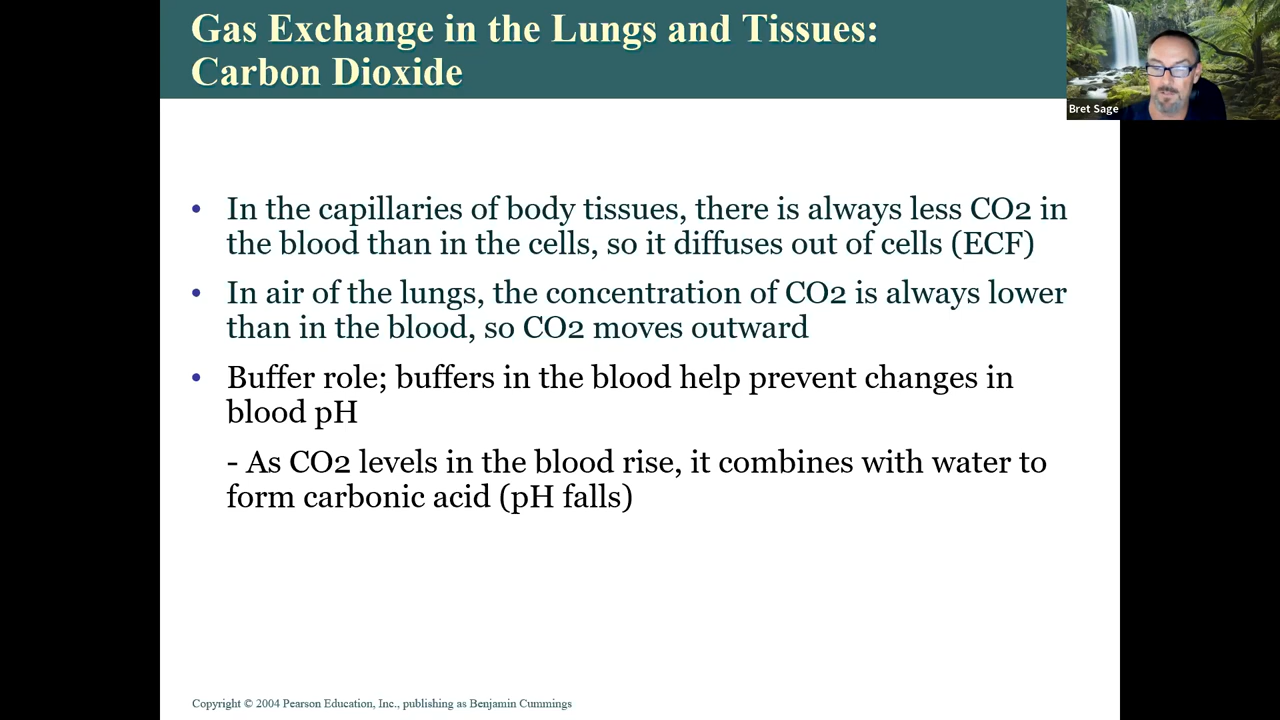 Gas Exchange in the Lungs and Tissues:
Carbon Dioxide
Bret Sage
• In the capillaries of body tissues, there is always less CO2 in
the blood than in the cells, so it diffuses out of cells (ECF)
• In air of the lungs, the concentration of CO2 is always lower
than in the blood, so CO2 moves outward
• Buffer role; buffers in the blood help prevent changes in
blood pH
- As CO2 levels in the blood rise, it combines with water to
form carbonic acid (pH falls)
Copyright © 2004 Pearson Education, Inc., publishing as Benjamin Cummings